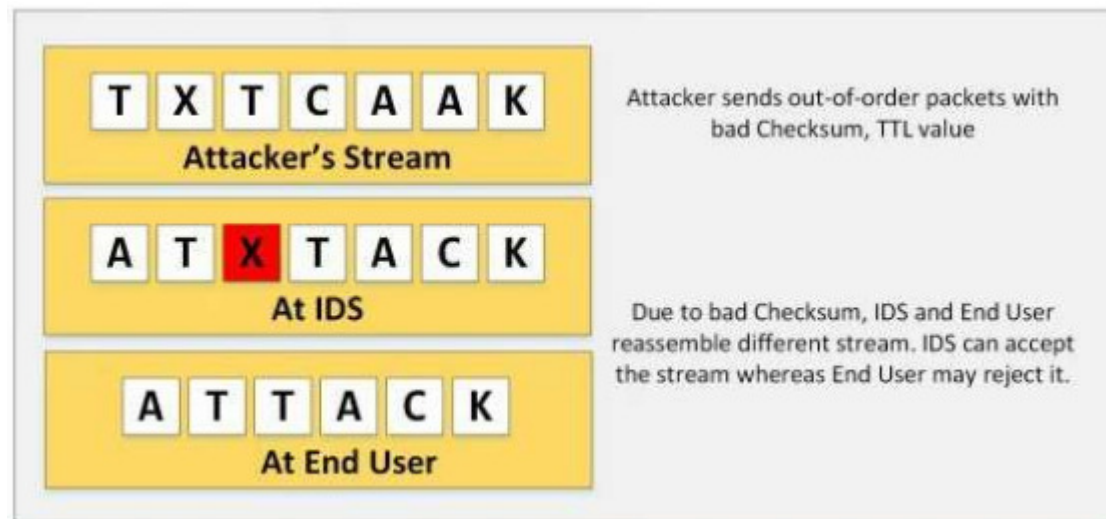 T X T C A A K
Attacker's Stream
Attacker sends out-of-order packets with
bad Checksum, TTL value
A T X T A C K
At IDS
Due to bad Checksum, IDS and End User
reassemble different stream. IDS can accept
the stream whereas End User may reject it.
A T T A C K
At End User